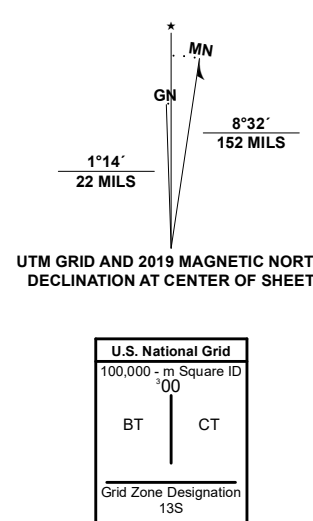 ★
MN
GN
8°32´
152 MILS
1°14´
22 MILS
UTM GRID AND 2019 MAGNETIC NORT
DECLINATION AT CENTER OF SHEET
U.S. National Grid
100,000 - m Square ID
³00
BT CT
Grid Zone Designation
13S